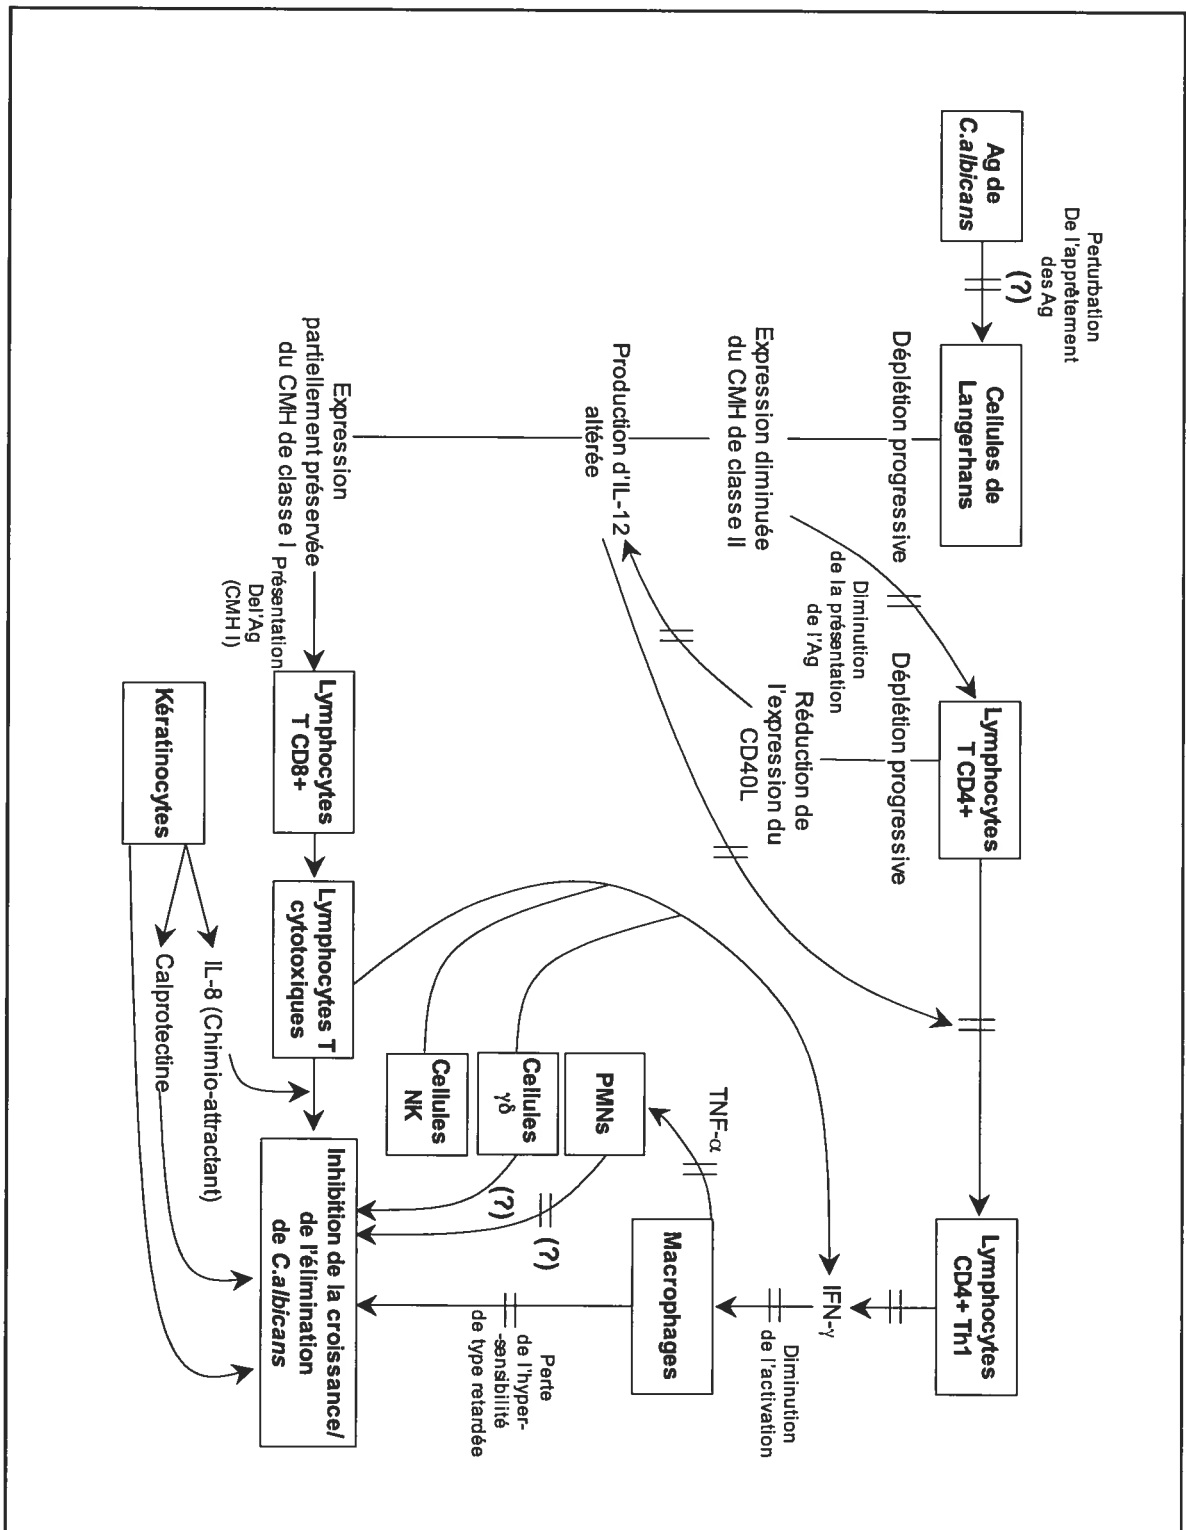 Perturbation
De l'apprêtement
des Ag
Ag de
C.albicans
(?)
Cellules de
Langerhans
Déplétion progressive
Expression diminuée
du CMH de classe II
Production d'IL-12
altérée
Expression
partiellement préservée
du CMH de classe I
Présentation
Del'Ag
(CMH I)
Diminution
de la présentation
de l'Ag
Lymphocytes
T CD4+
Déplétion progressive
Réduction de
l'expression du
CD40L
Lymphocytes
T CD8+
Kératinocytes
Lymphocytes T
cytotoxiques
IL-8 (Chimio-attractant)
Calprotectine
Lymphocytes
CD4+ Th1
IFN-γ
Diminution
de l'activation
TNF-α
Macrophages
PMNs
Cellules
γδ
Cellules
NK
(?)
(?)
Perte
de l'hyper-
-sensibilité
de type retardée
Inhibition de la croissance/
de l'élimination
de C.albicans